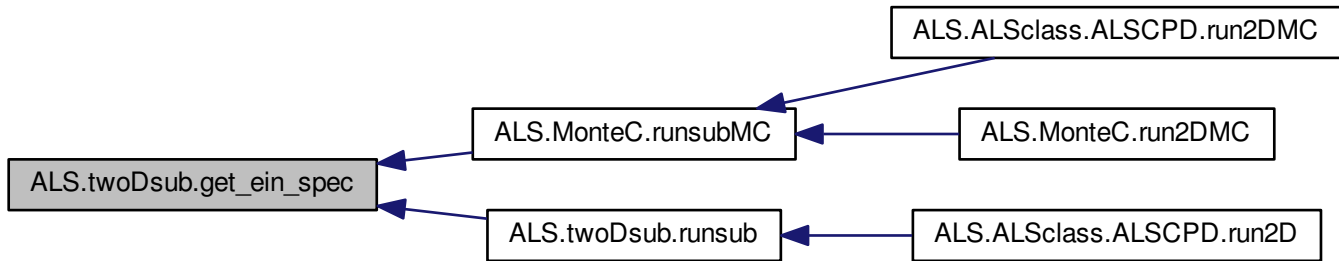 ALS.ALSclass.ALSCPD.run2DMC
ALS.MonteC.runsubMC
ALS.MonteC.run2DMC
ALS.twoDsub.get_ein_spec
ALS.twoDsub.runsub
ALS.ALSclass.ALSCPD.run2D